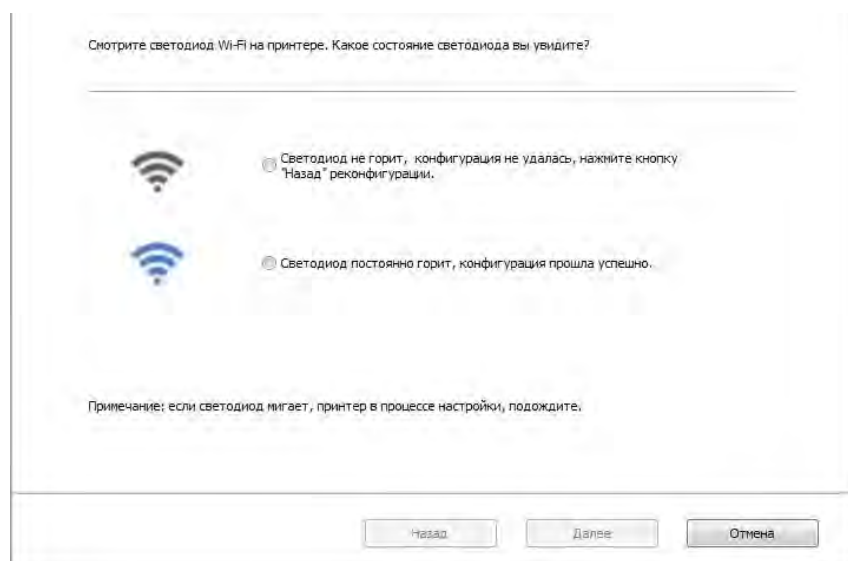 Смотрите светодиод Wi-Fi на принтере. Какое состояние светодиода вы увидите?
Светодиод не горит, конфигурация не удалась, нажмите кнопку
"Назад" реконфигурации.
Светодиод постоянно горит, конфигурация прошла успешно.
Примечание: если светодиод мигает, принтер в процессе настройки, подождите.
Назад
Далее
Отмена